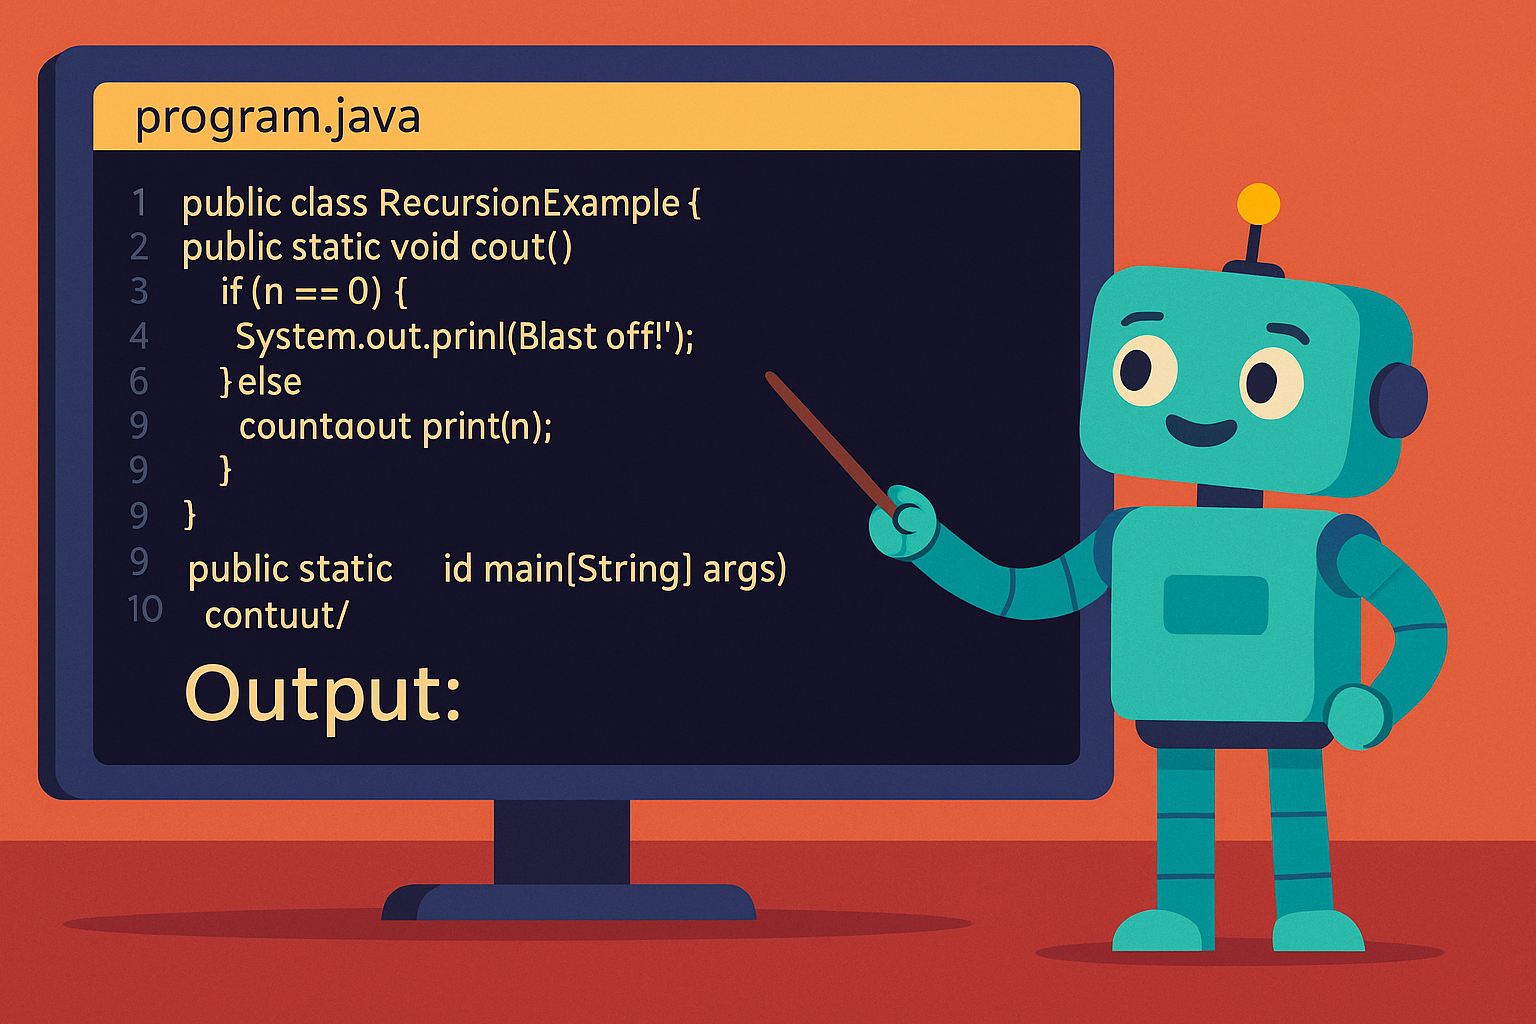 program.java
1 public class RecursionExample {
2 public static void cout()
3 if (n == 0) {
4 System.out.prinl(Blast off!');
6 } else
9 countaout print(n);
9 }
9 }
9 public static id main[String] args)
10 contuut/
Output: